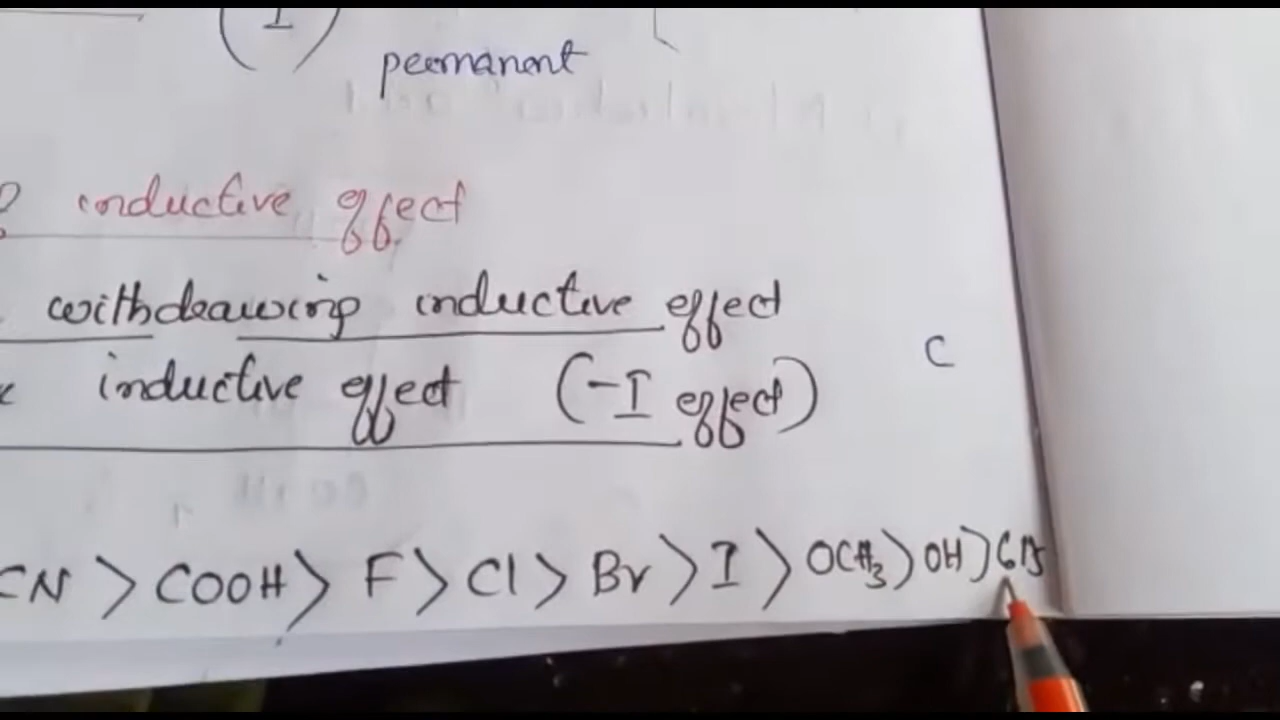 (I)
permanent
inductive effect
withdrawing inductive effect
C
inductive effect (-I effect)
CN > COOH > F > Cl > Br > I > OCH3 > OH > C6H5